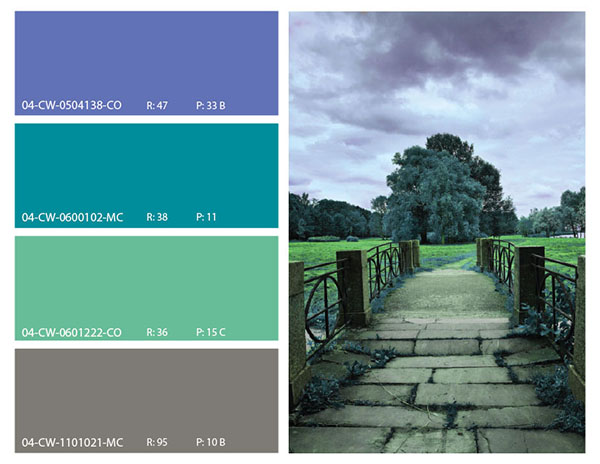 04-CW-0504138-CO R: 47 P: 33 B
04-CW-0600102-MC R: 38 P: 11
04-CW-0601222-CO R: 36 P: 15 C
04-CW-1101021-MC R: 95 P: 10 B